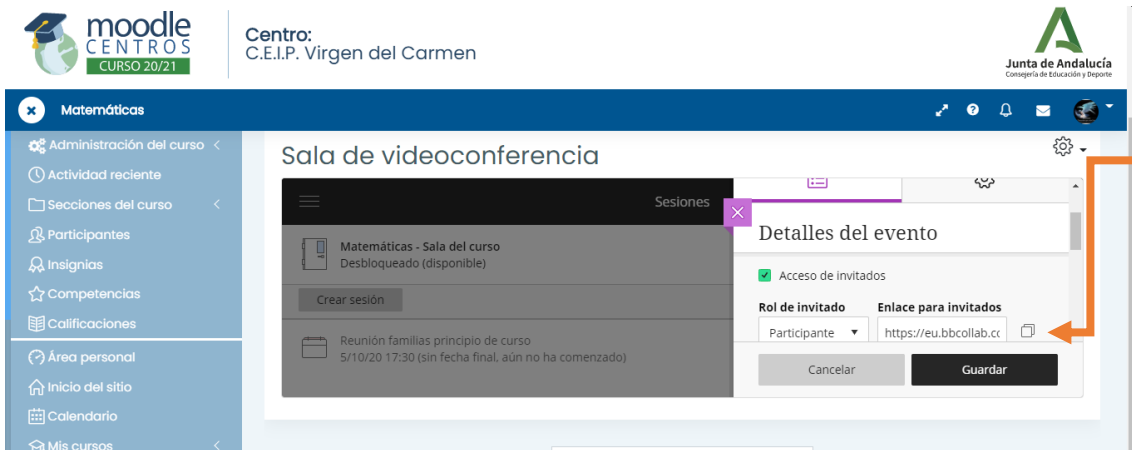 moodle
CENTROS
CURSO 20/21
Centro:
C.E.I.P. Virgen del Carmen
Junta de Andalucía
Consejería de Educación y Deporte
Matemáticas
Administración del curso
Actividad reciente
Secciones del curso
Participantes
Insignias
Competencias
Calificaciones
Área personal
Inicio del sitio
Calendario
Mis cursos
Sala de videoconferencia
Sesiones
Matemáticas - Sala del curso
Desbloqueado (disponible)
Crear sesión
Reunión familias principio de curso
5/10/20 17:30 (sin fecha final, aún no ha comenzado)
Detalles del evento
Acceso de invitados
Rol de invitado Enlace para invitados
Participante https://eu.bbcollab.cc
Cancelar Guardar